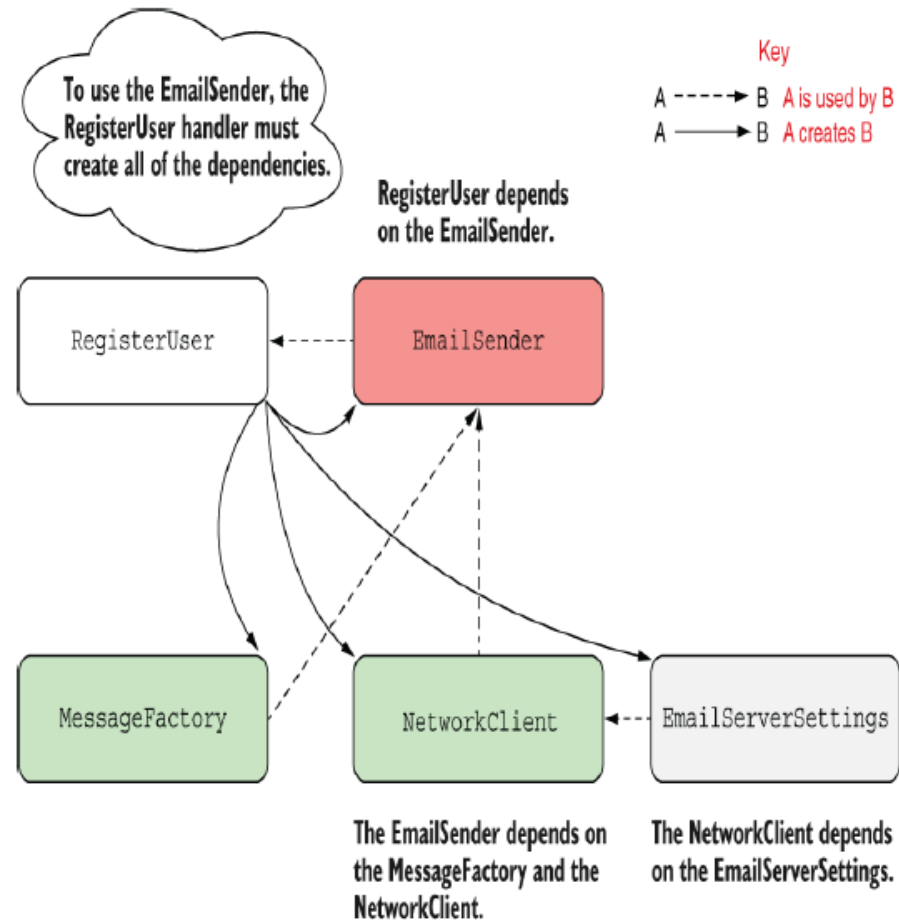 To use the EmailSender, the
RegisterUser handler must
create all of the dependencies.
Key
A B A is used by B
A B A creates B
RegisterUser depends
on the EmailSender.
RegisterUser
EmailSender
MessageFactory
NetworkClient
EmailServerSettings
The EmailSender depends on
the MessageFactory and the
NetworkClient.
The NetworkClient depends
on the EmailServerSettings.